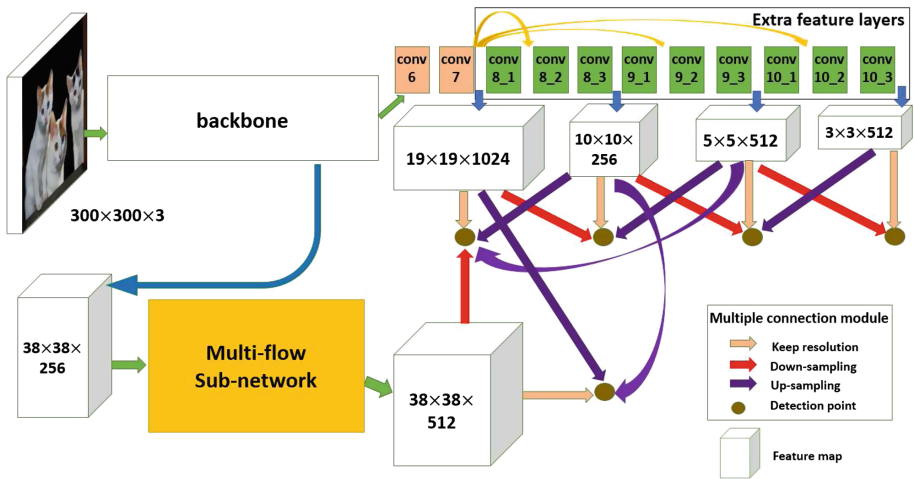 Extra feature layers
conv
6
conv
7
conv
8_1
conv
8_2
conv
8_3
conv
9_1
conv
9_2
conv
9_3
conv
10_1
conv
10_2
conv
10_3
backbone
19×19×1024
10×10×
256
5×5×512
3×3×512
300×300×3
38×38×
256
Multi-flow
Sub-network
38×38×
512
Multiple connection module
Keep resolution
Down-sampling
Up-sampling
Detection point
Feature map